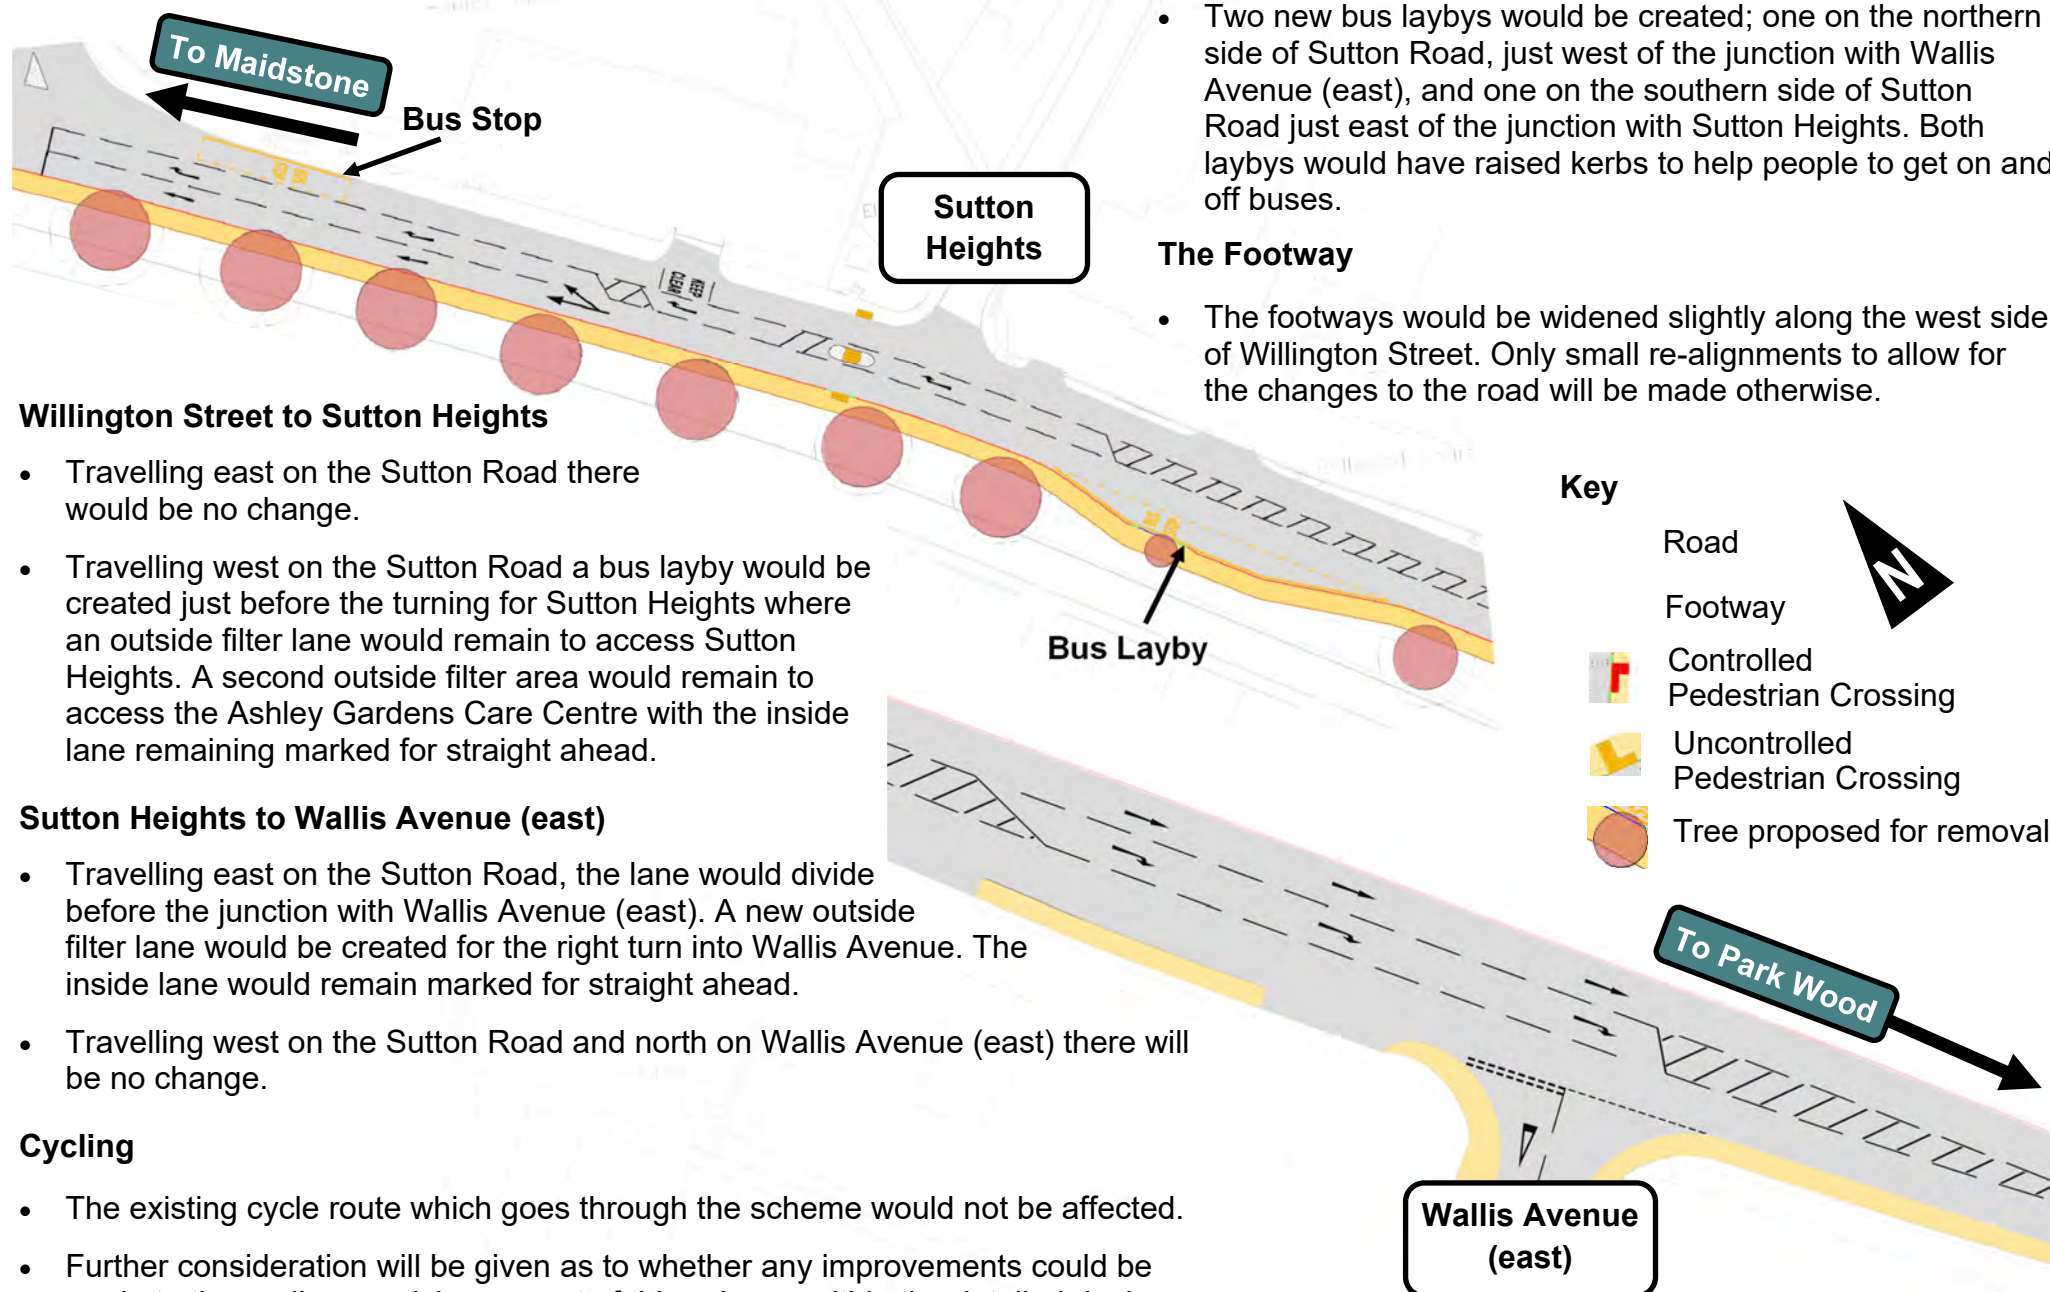 To Maidstone
Bus Stop
BUS STOP
KEEP
CLEAR
Sutton
Heights
Bus Layby
• Two new bus laybys would be created; one on the northern
side of Sutton Road, just west of the junction with Wallis
Avenue (east), and one on the southern side of Sutton
Road just east of the junction with Sutton Heights. Both
laybys would have raised kerbs to help people to get on and
off buses.
The Footway
• The footways would be widened slightly along the west side
of Willington Street. Only small re-alignments to allow for
the changes to the road will be made otherwise.
Willington Street to Sutton Heights
• Travelling east on the Sutton Road there
would be no change.
• Travelling west on the Sutton Road a bus layby would be
created just before the turning for Sutton Heights where
an outside filter lane would remain to access Sutton
Heights. A second outside filter area would remain to
access the Ashley Gardens Care Centre with the inside
lane remaining marked for straight ahead.
Sutton Heights to Wallis Avenue (east)
• Travelling east on the Sutton Road, the lane would divide
before the junction with Wallis Avenue (east). A new outside
filter lane would be created for the right turn into Wallis Avenue. The
inside lane would remain marked for straight ahead.
• Travelling west on the Sutton Road and north on Wallis Avenue (east) there will
be no change.
Cycling
• The existing cycle route which goes through the scheme would not be affected.
• Further consideration will be given as to whether any improvements could be
Key
Road
Footway
Controlled
Pedestrian Crossing
Uncontrolled
Pedestrian Crossing
Tree proposed for removal
N
To Park Wood
Wallis Avenue
(east)